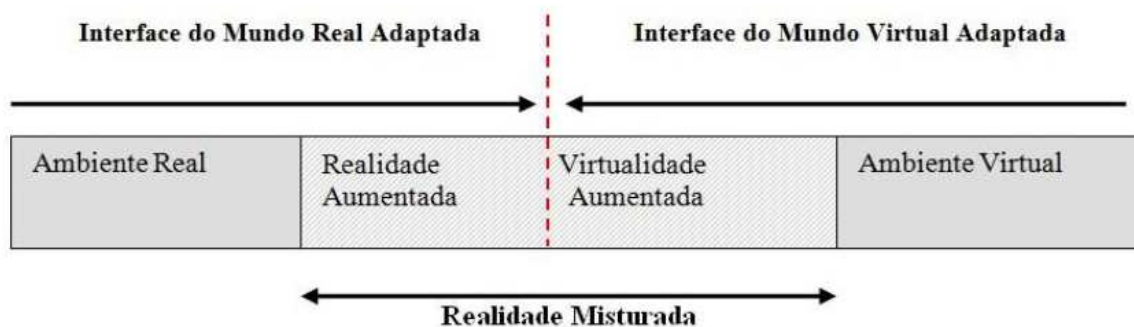 Interface do Mundo Real Adaptada
Interface do Mundo Virtual Adaptada
Ambiente Real
Realidade
Aumentada
Virtualidade
Aumentada
Ambiente Virtual
Realidade Misturada